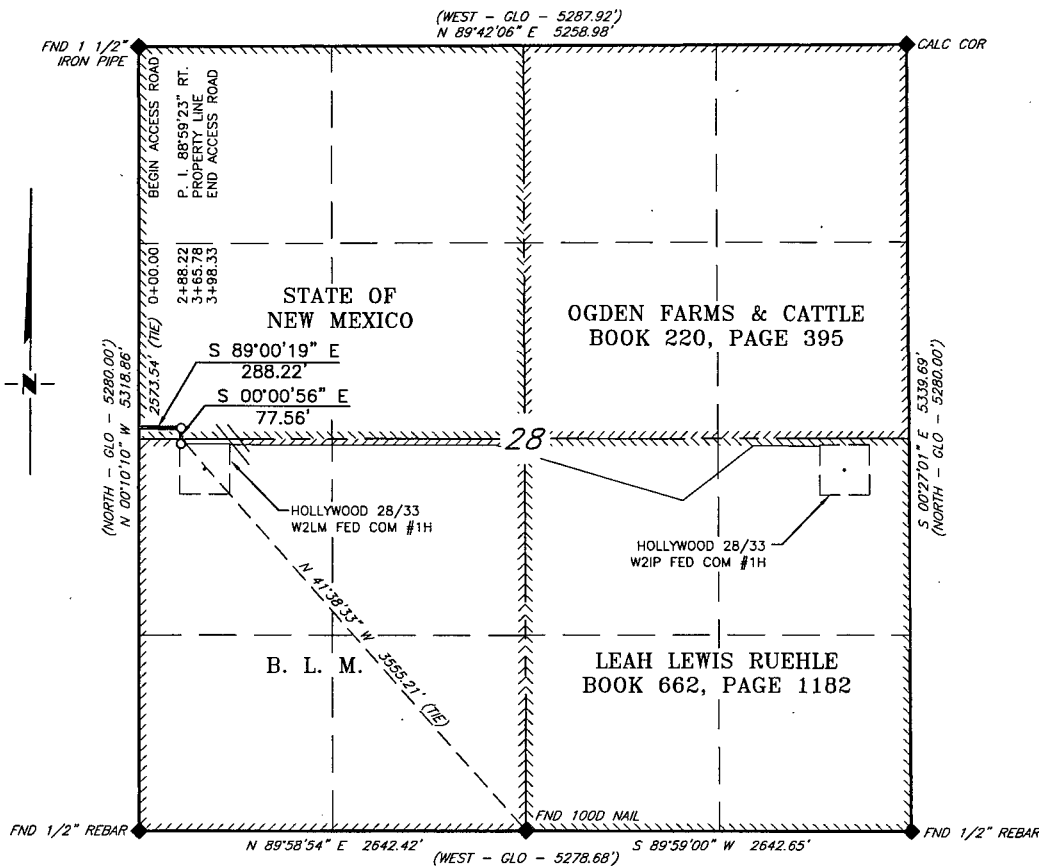 (WEST - GLO - 5287.92')
N 89°42'06" E 5258.98'
FND 1 1/2"
IRON PIPE
CALC COR
0+00.00 BEGIN ACCESS ROAD
2+88.22 P. I. 88°59'23" RT.
3+65.78 PROPERTY LINE
3+98.33 END ACCESS ROAD
2573.54' (TIE)
STATE OF
NEW MEXICO
OGDEN FARMS & CATTLE
BOOK 220, PAGE 395
S 89°00'19" E
288.22'
S 00°00'56" E
77.56'
N
(NORTH - GLO - 5280.00')
N 00°10'10" W 5318.86'
28
S 00°27'01" E 5339.69'
(NORTH - GLO - 5280.00')
HOLLYWOOD 28/33
W2LM FED COM #1H
HOLLYWOOD 28/33
W2IP FED COM #1H
N 41°38'33" W 3555.21' (TIE)
B. L. M.
LEAH LEWIS RUEHLE
BOOK 662, PAGE 1182
FND 1/2" REBAR
FND 100D NAIL
FND 1/2" REBAR
N 89°58'54" E 2642.42'
S 89°59'00" W 2642.65'
(WEST - GLO - 5278.68')